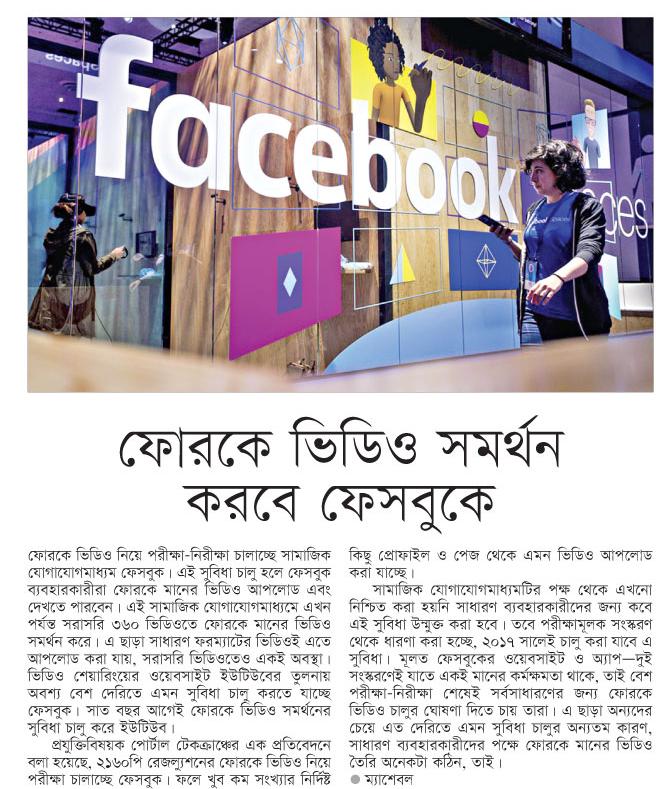 facebook
ফোরকে ভিডিও সমর্থন
করবে ফেসবুকে
ফোরকে ভিডিও নিয়ে পরীক্ষা-নিরীক্ষা চালাচ্ছে সামাজিক
যোগাযোগমাধ্যম ফেসবুক। এই সুবিধা চালু হলে ফেসবুক
ব্যবহারকারীরা ফোরকে মানের ভিডিও আপলোড এবং
দেখতে পারবেন। এই সামাজিক যোগাযোগমাধ্যমে এখন
পর্যন্ত সরাসরি ৩৬০ ভিডিওতে ফোরকে মানের ভিডিও
সমর্থন করে। এ ছাড়া সাধারণ ফরম্যাটের ভিডিওই এতে
আপলোড করা যায়, সরাসরি ভিডিওতেও একই অবস্থা।
ভিডিও শেয়ারিংয়ের ওয়েবসাইট ইউটিউবের তুলনায়
অবশ্য বেশ দেরিতে এমন সুবিধা চালু করতে যাচ্ছে
ফেসবুক। সাত বছর আগেই ফোরকে ভিডিও সমর্থনের
সুবিধা চালু করে ইউটিউব।
প্রযুক্তিবিষয়ক পোর্টাল টেকক্রাঞ্চের এক প্রতিবেদনে
বলা হয়েছে, ২১৬০পি রেজল্যুশনের ফোরকে ভিডিও নিয়ে
পরীক্ষা চালাচ্ছে ফেসবুক। ফলে খুব কম সংখ্যার নির্দিষ্ট
কিছু প্রোফাইল ও পেজ থেকে এমন ভিডিও আপলোড
করা যাচ্ছে।
সামাজিক যোগাযোগমাধ্যমটির পক্ষ থেকে এখনো
নিশ্চিত করা হয়নি সাধারণ ব্যবহারকারীদের জন্য কবে
এই সুবিধা উন্মুক্ত করা হবে। তবে পরীক্ষামূলক সংস্করণ
থেকে ধারণা করা হচ্ছে, ২০১৭ সালেই চালু করা যাবে এ
সুবিধা। মূলত ফেসবুকের ওয়েবসাইট ও অ্যাপ—দুই
সংস্করণেই যাতে একই মানের কর্মক্ষমতা থাকে, তাই বেশ
পরীক্ষা-নিরীক্ষা শেষেই সর্বসাধারণের জন্য ফোরকে
ভিডিও চালুর ঘোষণা দিতে চায় তারা। এ ছাড়া অন্যদের
চেয়ে এত দেরিতে এমন সুবিধা চালুর অন্যতম কারণ,
সাধারণ ব্যবহারকারীদের পক্ষে ফোরকে মানের ভিডিও
তৈরি অনেকটা কঠিন, তাই।
● ম্যাশেবল